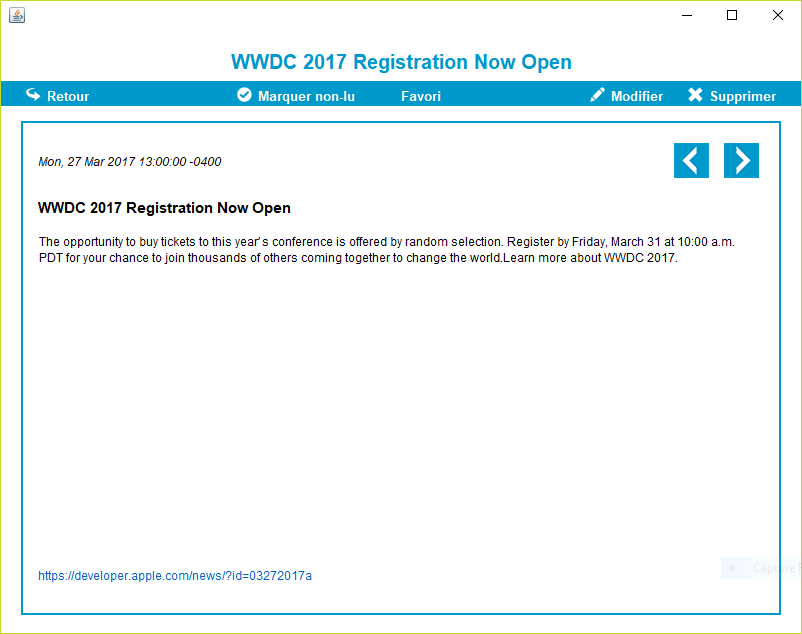 WWDC 2017 Registration Now Open
Retour Marquer non-lu Favori Modifier Supprimer
Mon, 27 Mar 2017 13:00:00 -0400
WWDC 2017 Registration Now Open
The opportunity to buy tickets to this year's conference is offered by random selection. Register by Friday, March 31 at 10:00 a.m.
PDT for your chance to join thousands of others coming together to change the world.Learn more about WWDC 2017.
https://developer.apple.com/news/?id=03272017a
Capture